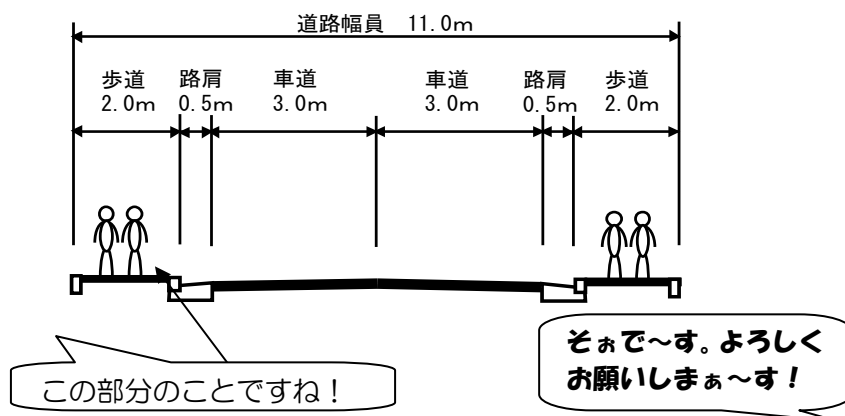 道路幅員　11.0m
歩道　路肩　車道　車道　路肩　歩道
2.0m　0.5m　3.0m　3.0m　0.5m　2.0m
この部分のことですね！
そぉで～す。よろしく
お願いしまぁ～す！